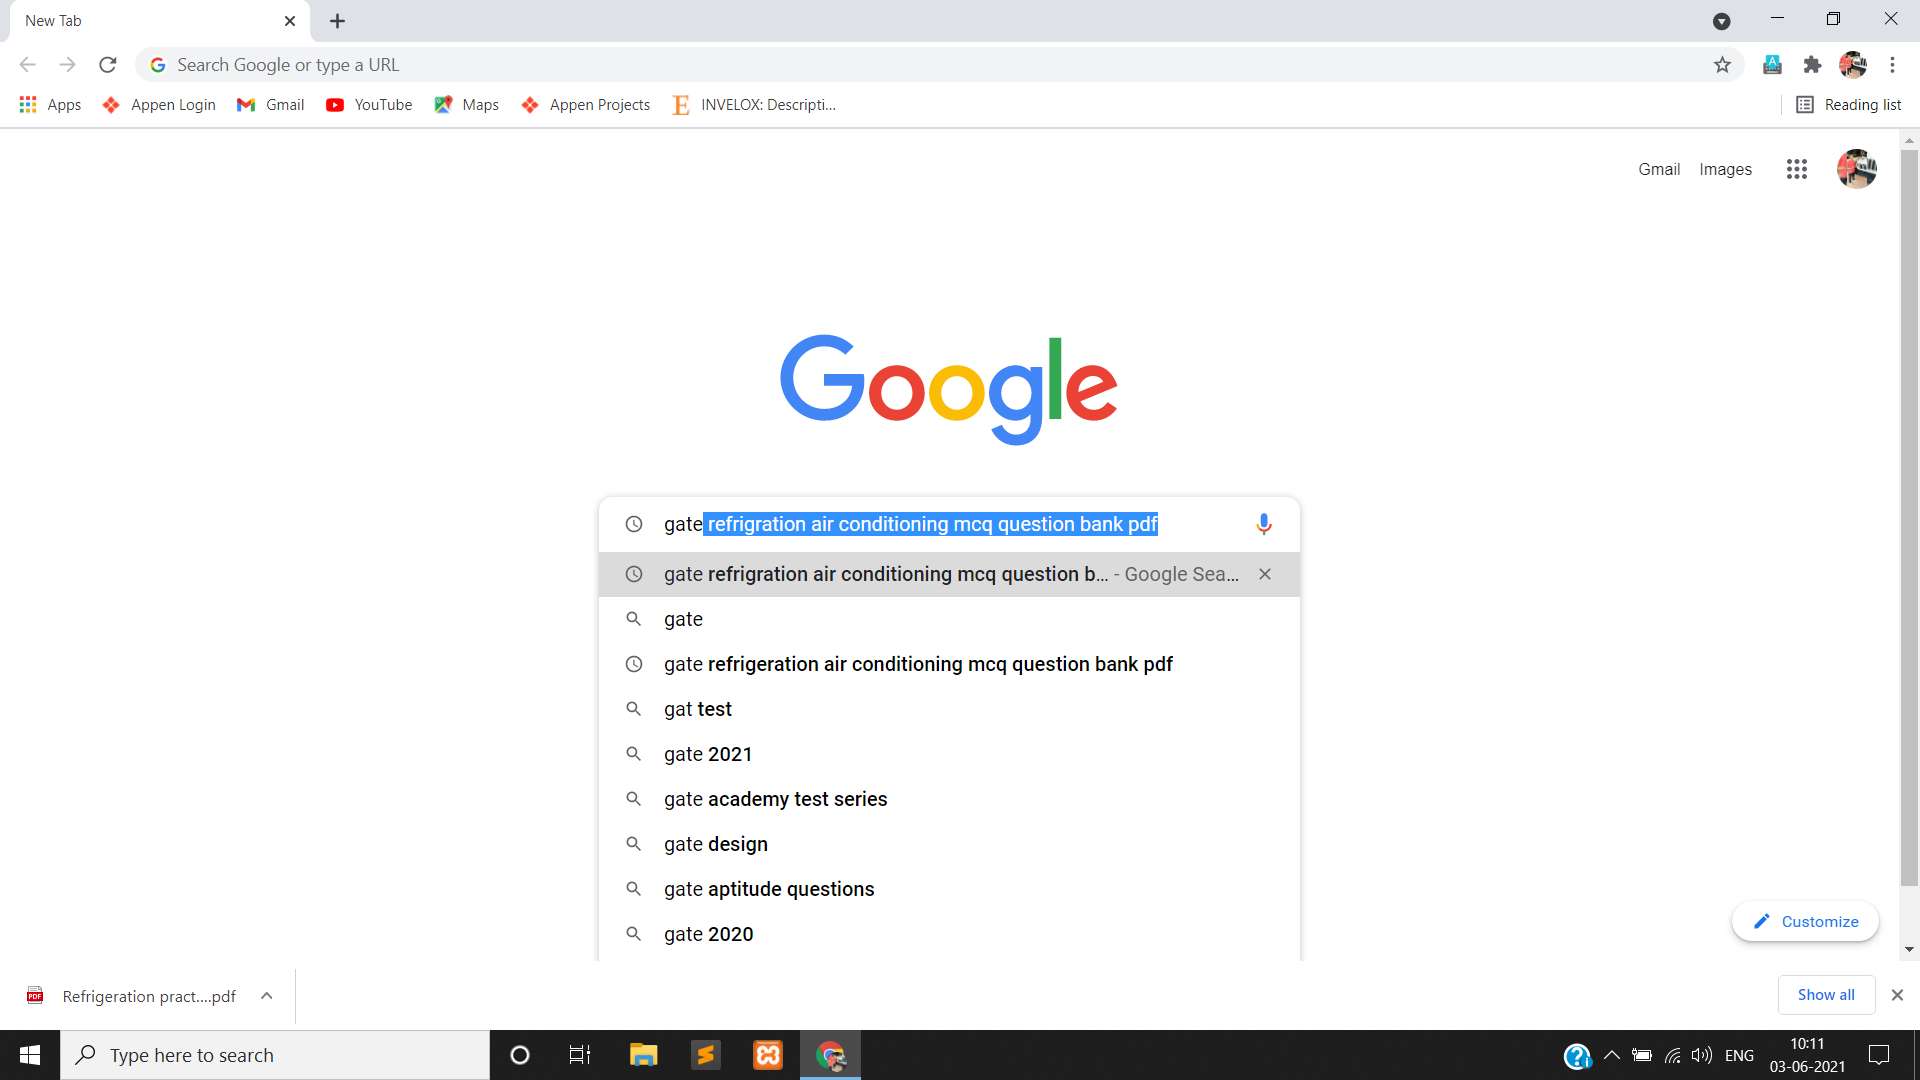 New Tab
Search Google or type a URL
Apps
Appen Login
Gmail
YouTube
Maps
Appen Projects
INVELOX: Descripti...
Reading list
Gmail
Images
Google
gate refrigration air conditioning mcq question bank pdf
gate refrigration air conditioning mcq question b... - Google Sea...
gate
gate refrigeration air conditioning mcq question bank pdf
gat test
gate 2021
gate academy test series
gate design
gate aptitude questions
gate 2020
Customize
Refrigeration pract....pdf
Show all
Type here to search
ENG
10:11
03-06-2021